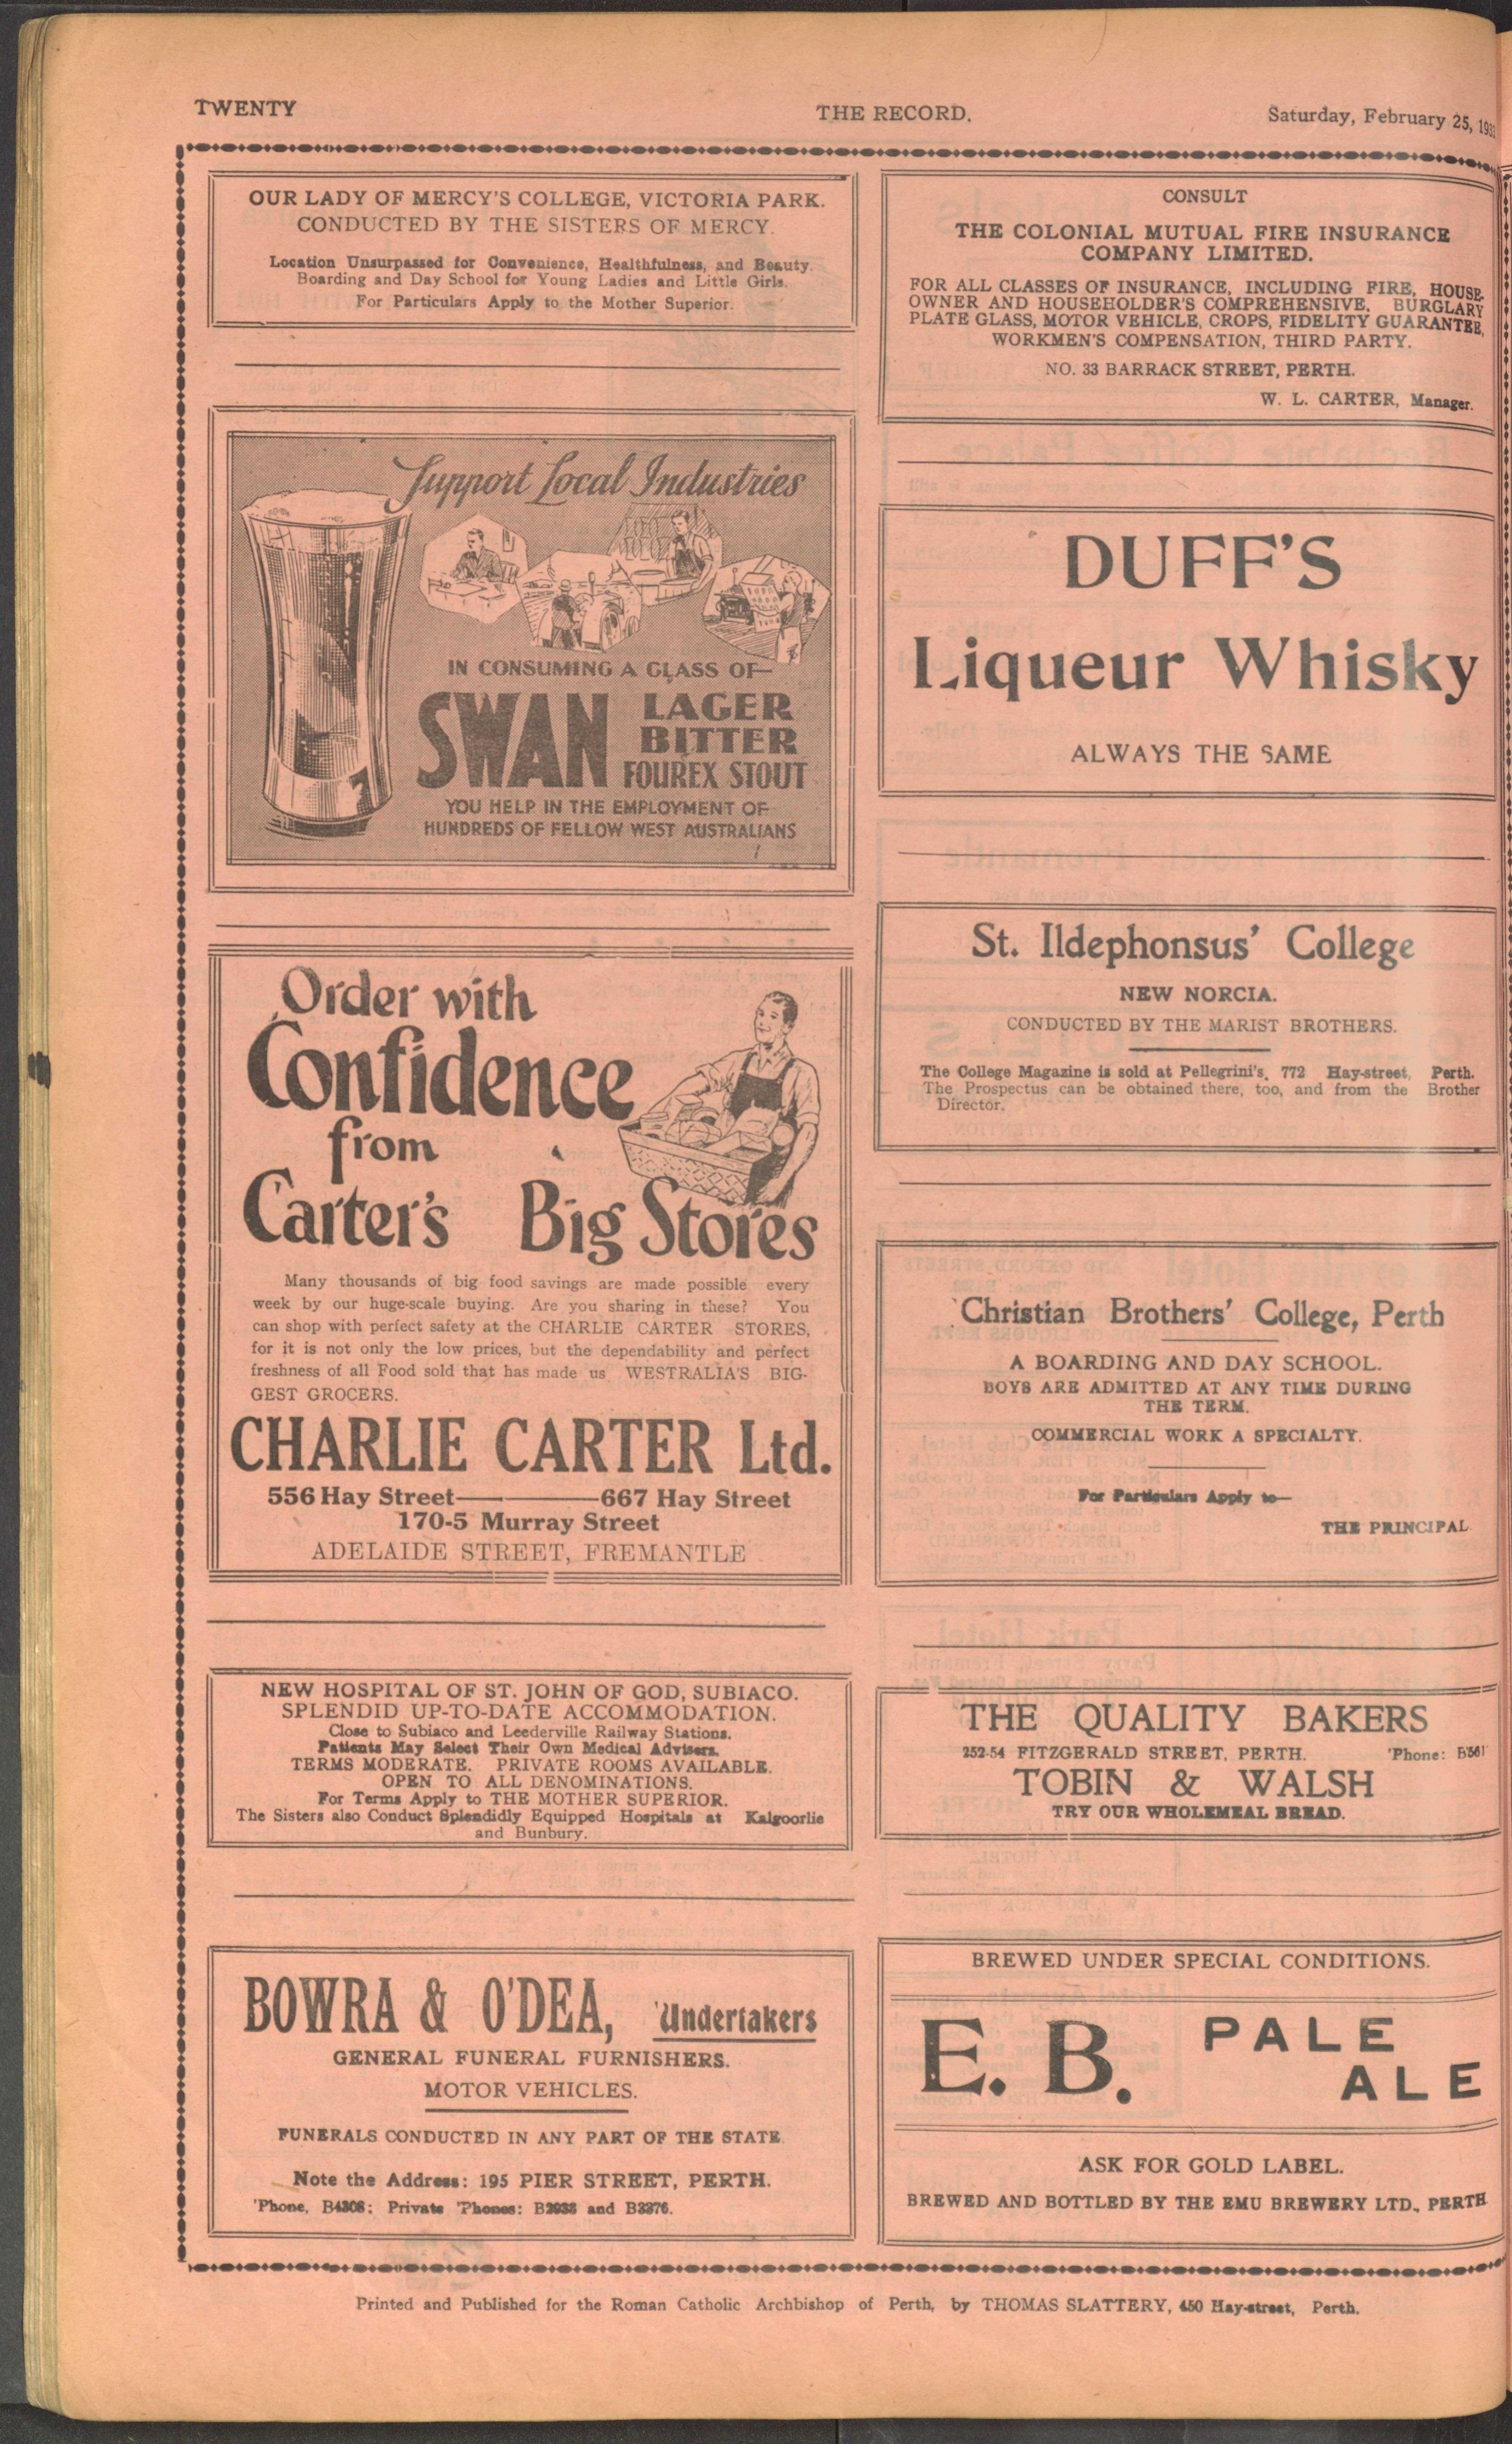 TWENTY
THE RECORD.
Saturday, February 25, 1933
OUR LADY OF MERCY'S COLLEGE, VICTORIA PARK.
CONDUCTED BY THE SISTERS OF MERCY.
Location Unsurpassed for Convenience, Healthfulness, and Beauty.
Boarding and Day School for Young Ladies and Little Girls.
For Particulars Apply to the Mother Superior.
Support Local Industries
IN CONSUMING A GLASS OF—
SWAN
LAGER
BITTER
FOUREX STOUT
YOU HELP IN THE EMPLOYMENT OF
HUNDREDS OF FELLOW WEST AUSTRALIANS
Order with
Confidence
from
Carter's Big Stores
Many thousands of big food savings are made possible every
week by our huge-scale buying. Are you sharing in these? You
can shop with perfect safety at the CHARLIE CARTER STORES,
for it is not only the low prices, but the dependability and perfect
freshness of all Food sold that has made us WESTRALIA'S BIG-
GEST GROCERS.
CHARLIE CARTER Ltd.
556 Hay Street— —667 Hay Street
170-5 Murray Street
ADELAIDE STREET, FREMANTLE
NEW HOSPITAL OF ST. JOHN OF GOD, SUBIACO.
SPLENDID UP-TO-DATE ACCOMMODATION.
Close to Subiaco and Leederville Railway Stations.
Patients May Select Their Own Medical Advisers.
TERMS MODERATE. PRIVATE ROOMS AVAILABLE.
OPEN TO ALL DENOMINATIONS.
For Terms Apply to THE MOTHER SUPERIOR.
The Sisters also Conduct Splendidly Equipped Hospitals at Kalgoorlie
and Bunbury.
BOWRA & O'DEA, Undertakers
GENERAL FUNERAL FURNISHERS.
MOTOR VEHICLES.
FUNERALS CONDUCTED IN ANY PART OF THE STATE.
Note the Address: 195 PIER STREET, PERTH.
'Phone, B4308; Private 'Phones: B2938 and B3376.
CONSULT
THE COLONIAL MUTUAL FIRE INSURANCE
COMPANY LIMITED.
FOR ALL CLASSES OF INSURANCE, INCLUDING FIRE, HOUSE-
OWNER AND HOUSEHOLDER'S COMPREHENSIVE, BURGLARY
PLATE GLASS, MOTOR VEHICLE, CROPS, FIDELITY GUARANTEE,
WORKMEN'S COMPENSATION, THIRD PARTY.
NO. 33 BARRACK STREET, PERTH.
W. L. CARTER, Manager.
DUFF'S
Liqueur Whisky
ALWAYS THE SAME
St. Ildephonsus' College
NEW NORCIA.
CONDUCTED BY THE MARIST BROTHERS.
The College Magazine is sold at Pellegrini's, 772 Hay-street, Perth.
The Prospectus can be obtained there, too, and from the Brother
Director.
Christian Brothers' College, Perth
A BOARDING AND DAY SCHOOL.
BOYS ARE ADMITTED AT ANY TIME DURING
THE TERM.
COMMERCIAL WORK A SPECIALTY.
For Particulars Apply to—
THE PRINCIPAL
THE QUALITY BAKERS
252-54 FITZGERALD STREET, PERTH. 'Phone:
TOBIN & WALSH
TRY OUR WHOLEMEAL BREAD.
BREWED UNDER SPECIAL CONDITIONS.
E. B. PALE
ALE
ASK FOR GOLD LABEL.
BREWED AND BOTTLED BY THE EMU BREWERY LTD., PERTH
Printed and Published for the Roman Catholic Archbishop of Perth, by THOMAS SLATTERY, 450 Hay-street, Perth.